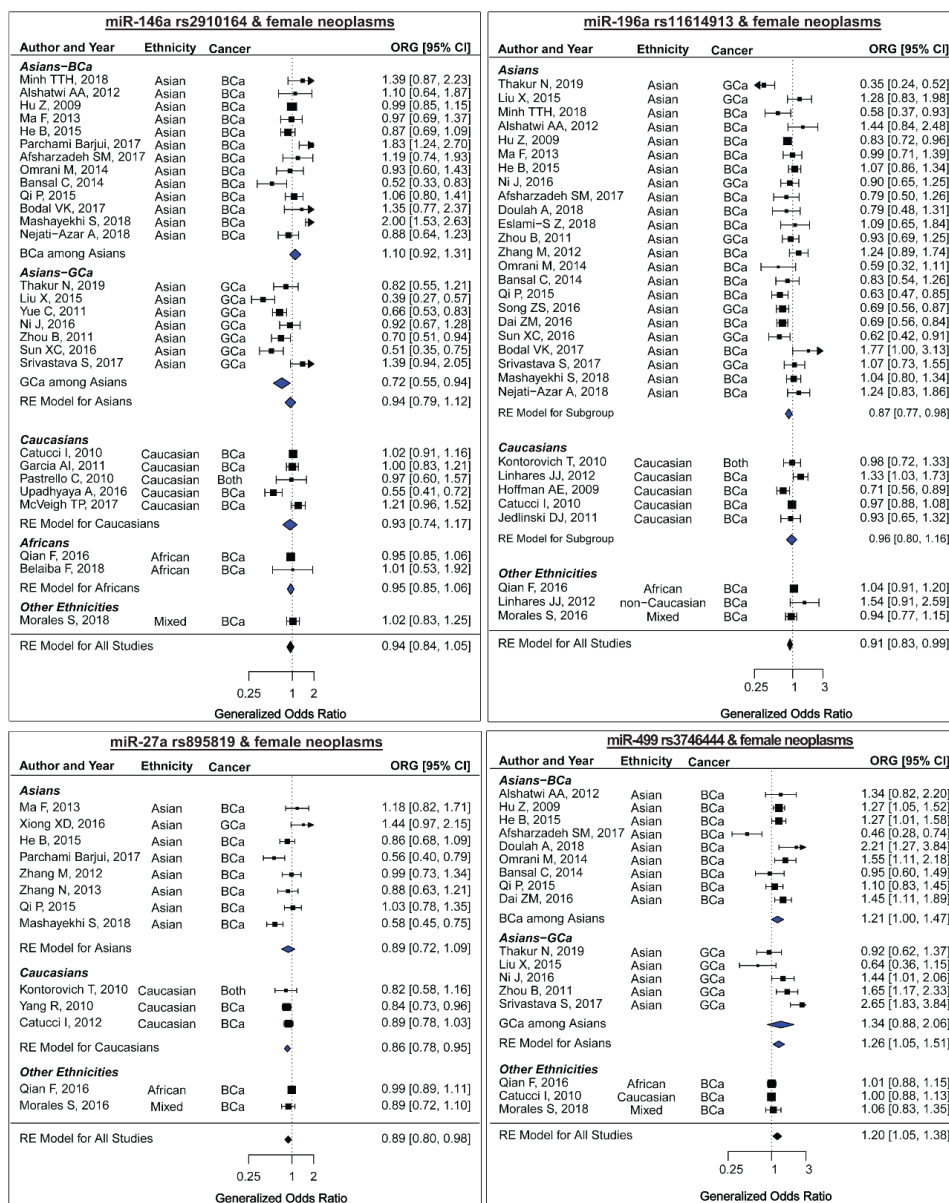 miR-146a rs2910164 & female neoplasms
Author and Year Ethnicity Cancer ORG [95% CI]
Asians-BCa
Minh TTH, 2018 Asian BCa 1.39 [0.87, 2.23]
Alshatwi AA, 2012 Asian BCa 1.10 [0.64, 1.87]
Hu Z, 2009 Asian BCa 0.99 [0.85, 1.15]
Ma F, 2013 Asian BCa 0.97 [0.69, 1.37]
He B, 2015 Asian BCa 0.87 [0.69, 1.09]
Parchami Barjui, 2017 Asian BCa 1.83 [1.24, 2.70]
Afsharzadeh SM, 2017 Asian BCa 1.19 [0.74, 1.93]
Omrani M, 2014 Asian BCa 0.93 [0.60, 1.43]
Bansal C, 2014 Asian BCa 0.52 [0.33, 0.83]
Qi P, 2015 Asian BCa 1.06 [0.80, 1.41]
Bodal VK, 2017 Asian BCa 1.35 [0.77, 2.37]
Mashayekhi S, 2018 Asian BCa 2.00 [1.53, 2.63]
Nejati-Azar A, 2018 Asian BCa 0.88 [0.64, 1.23]
BCa among Asians 1.10 [0.92, 1.31]
Asians-GCa
Thakur N, 2019 Asian GCa 0.82 [0.55, 1.21]
Liu X, 2015 Asian GCa 0.39 [0.27, 0.57]
Yue C, 2011 Asian GCa 0.66 [0.53, 0.83]
Ni J, 2016 Asian GCa 0.92 [0.67, 1.28]
Zhou B, 2011 Asian GCa 0.70 [0.51, 0.94]
Sun XC, 2016 Asian GCa 0.51 [0.35, 0.75]
Srivastava S, 2017 Asian GCa 1.39 [0.94, 2.05]
GCa among Asians 0.72 [0.55, 0.94]
RE Model for Asians 0.94 [0.79, 1.12]
Caucasians
Catucci I, 2010 Caucasian BCa 1.02 [0.91, 1.16]
Garcia AI, 2011 Caucasian BCa 1.00 [0.83, 1.21]
Pastrello C, 2010 Caucasian Both 0.97 [0.60, 1.57]
Upadhyaya A, 2016 Caucasian BCa 0.55 [0.41, 0.72]
McVeigh TP, 2017 Caucasian BCa 1.21 [0.96, 1.52]
RE Model for Caucasians 0.93 [0.74, 1.17]
Africans
Qian F, 2016 African BCa 0.95 [0.85, 1.06]
Belaiba F, 2018 African BCa 1.01 [0.53, 1.92]
RE Model for Africans 0.95 [0.85, 1.06]
Other Ethnicities
Morales S, 2018 Mixed BCa 1.02 [0.83, 1.25]
RE Model for All Studies 0.94 [0.84, 1.05]
0.25 1 2
Generalized Odds Ratio
miR-196a rs11614913 & female neoplasms
Author and Year Ethnicity Cancer ORG [95% CI]
Asians
Thakur N, 2019 Asian GCa 0.35 [0.24, 0.52]
Liu X, 2015 Asian GCa 1.28 [0.83, 1.98]
Minh TTH, 2018 Asian BCa 0.58 [0.37, 0.93]
Alshatwi AA, 2012 Asian BCa 1.44 [0.84, 2.48]
Hu Z, 2009 Asian BCa 0.83 [0.72, 0.96]
Ma F, 2013 Asian BCa 0.99 [0.71, 1.39]
He B, 2015 Asian BCa 1.07 [0.86, 1.34]
Ni J, 2016 Asian GCa 0.90 [0.65, 1.25]
Afsharzadeh SM, 2017 Asian BCa 0.79 [0.50, 1.26]
Doulah A, 2018 Asian BCa 0.79 [0.48, 1.31]
Eslami-S Z, 2018 Asian BCa 1.09 [0.65, 1.84]
Zhou B, 2011 Asian GCa 0.93 [0.69, 1.25]
Zhang M, 2012 Asian BCa 1.24 [0.89, 1.74]
Omrani M, 2014 Asian BCa 0.59 [0.32, 1.11]
Bansal C, 2014 Asian BCa 0.83 [0.54, 1.26]
Qi P, 2015 Asian BCa 0.63 [0.47, 0.85]
Song ZS, 2016 Asian BCa 0.69 [0.56, 0.87]
Dai ZM, 2016 Asian BCa 0.69 [0.56, 0.84]
Sun XC, 2016 Asian GCa 0.62 [0.42, 0.91]
Bodal VK, 2017 Asian BCa 1.77 [1.00, 3.13]
Srivastava S, 2017 Asian GCa 1.07 [0.73, 1.55]
Mashayekhi S, 2018 Asian BCa 1.04 [0.80, 1.34]
Nejati-Azar A, 2018 Asian BCa 1.24 [0.83, 1.86]
RE Model for Subgroup 0.87 [0.77, 0.98]
Caucasians
Kontorovich T, 2010 Caucasian Both 0.98 [0.72, 1.33]
Linhares JJ, 2012 Caucasian BCa 1.33 [1.03, 1.73]
Hoffman AE, 2009 Caucasian BCa 0.71 [0.56, 0.89]
Catucci I, 2010 Caucasian BCa 0.97 [0.88, 1.08]
Jedlinski DJ, 2011 Caucasian BCa 0.93 [0.65, 1.32]
RE Model for Subgroup 0.96 [0.80, 1.16]
Other Ethnicities
Qian F, 2016 African BCa 1.04 [0.91, 1.20]
Linhares JJ, 2012 non-Caucasian BCa 1.54 [0.91, 2.59]
Morales S, 2016 Mixed BCa 0.94 [0.77, 1.15]
RE Model for All Studies 0.91 [0.83, 0.99]
0.25 1 3
Generalized Odds Ratio
miR-27a rs895819 & female neoplasms
Author and Year Ethnicity Cancer ORG [95% CI]
Asians
Ma F, 2013 Asian BCa 1.18 [0.82, 1.71]
Xiong XD, 2016 Asian GCa 1.44 [0.97, 2.15]
He B, 2015 Asian BCa 0.86 [0.68, 1.09]
Parchami Barjui, 2017 Asian BCa 0.56 [0.40, 0.79]
Zhang M, 2012 Asian BCa 0.99 [0.73, 1.34]
Zhang N, 2013 Asian BCa 0.88 [0.63, 1.21]
Qi P, 2015 Asian BCa 1.03 [0.78, 1.35]
Mashayekhi S, 2018 Asian BCa 0.58 [0.45, 0.75]
RE Model for Asians 0.89 [0.72, 1.09]
Caucasians
Kontorovich T, 2010 Caucasian Both 0.82 [0.58, 1.16]
Yang R, 2010 Caucasian BCa 0.84 [0.73, 0.96]
Catucci I, 2012 Caucasian BCa 0.89 [0.78, 1.03]
RE Model for Caucasians 0.86 [0.78, 0.95]
Other Ethnicities
Qian F, 2016 African BCa 0.99 [0.89, 1.11]
Morales S, 2016 Mixed BCa 0.89 [0.72, 1.10]
RE Model for All Studies 0.89 [0.80, 0.98]
0.25 1 2
Generalized Odds Ratio
miR-499 rs3746444 & female neoplasms
Author and Year Ethnicity Cancer ORG [95% CI]
Asians-BCa
Alshatwi AA, 2012 Asian BCa 1.34 [0.82, 2.20]
Hu Z, 2009 Asian BCa 1.27 [1.05, 1.52]
He B, 2015 Asian BCa 1.27 [1.01, 1.58]
Afsharzadeh SM, 2017 Asian BCa 0.46 [0.28, 0.74]
Doulah A, 2018 Asian BCa 2.21 [1.27, 3.84]
Omrani M, 2014 Asian BCa 1.55 [1.11, 2.18]
Bansal C, 2014 Asian BCa 0.95 [0.60, 1.49]
Qi P, 2015 Asian BCa 1.10 [0.83, 1.45]
Dai ZM, 2016 Asian BCa 1.45 [1.11, 1.89]
BCa among Asians 1.21 [1.00, 1.47]
Asians-GCa
Thakur N, 2019 Asian GCa 0.92 [0.62, 1.37]
Liu X, 2015 Asian GCa 0.64 [0.36, 1.15]
Ni J, 2016 Asian GCa 1.44 [1.01, 2.06]
Zhou B, 2011 Asian GCa 1.65 [1.17, 2.33]
Srivastava S, 2017 Asian GCa 2.65 [1.83, 3.84]
GCa among Asians 1.34 [0.88, 2.06]
RE Model for Asians 1.26 [1.05, 1.51]
Other Ethnicities
Qian F, 2016 African BCa 1.01 [0.88, 1.15]
Catucci I, 2010 Caucasian BCa 1.00 [0.88, 1.13]
Morales S, 2018 Mixed BCa 1.06 [0.83, 1.35]
RE Model for All Studies 1.20 [1.05, 1.38]
0.25 1 3
Generalized Odds Ratio